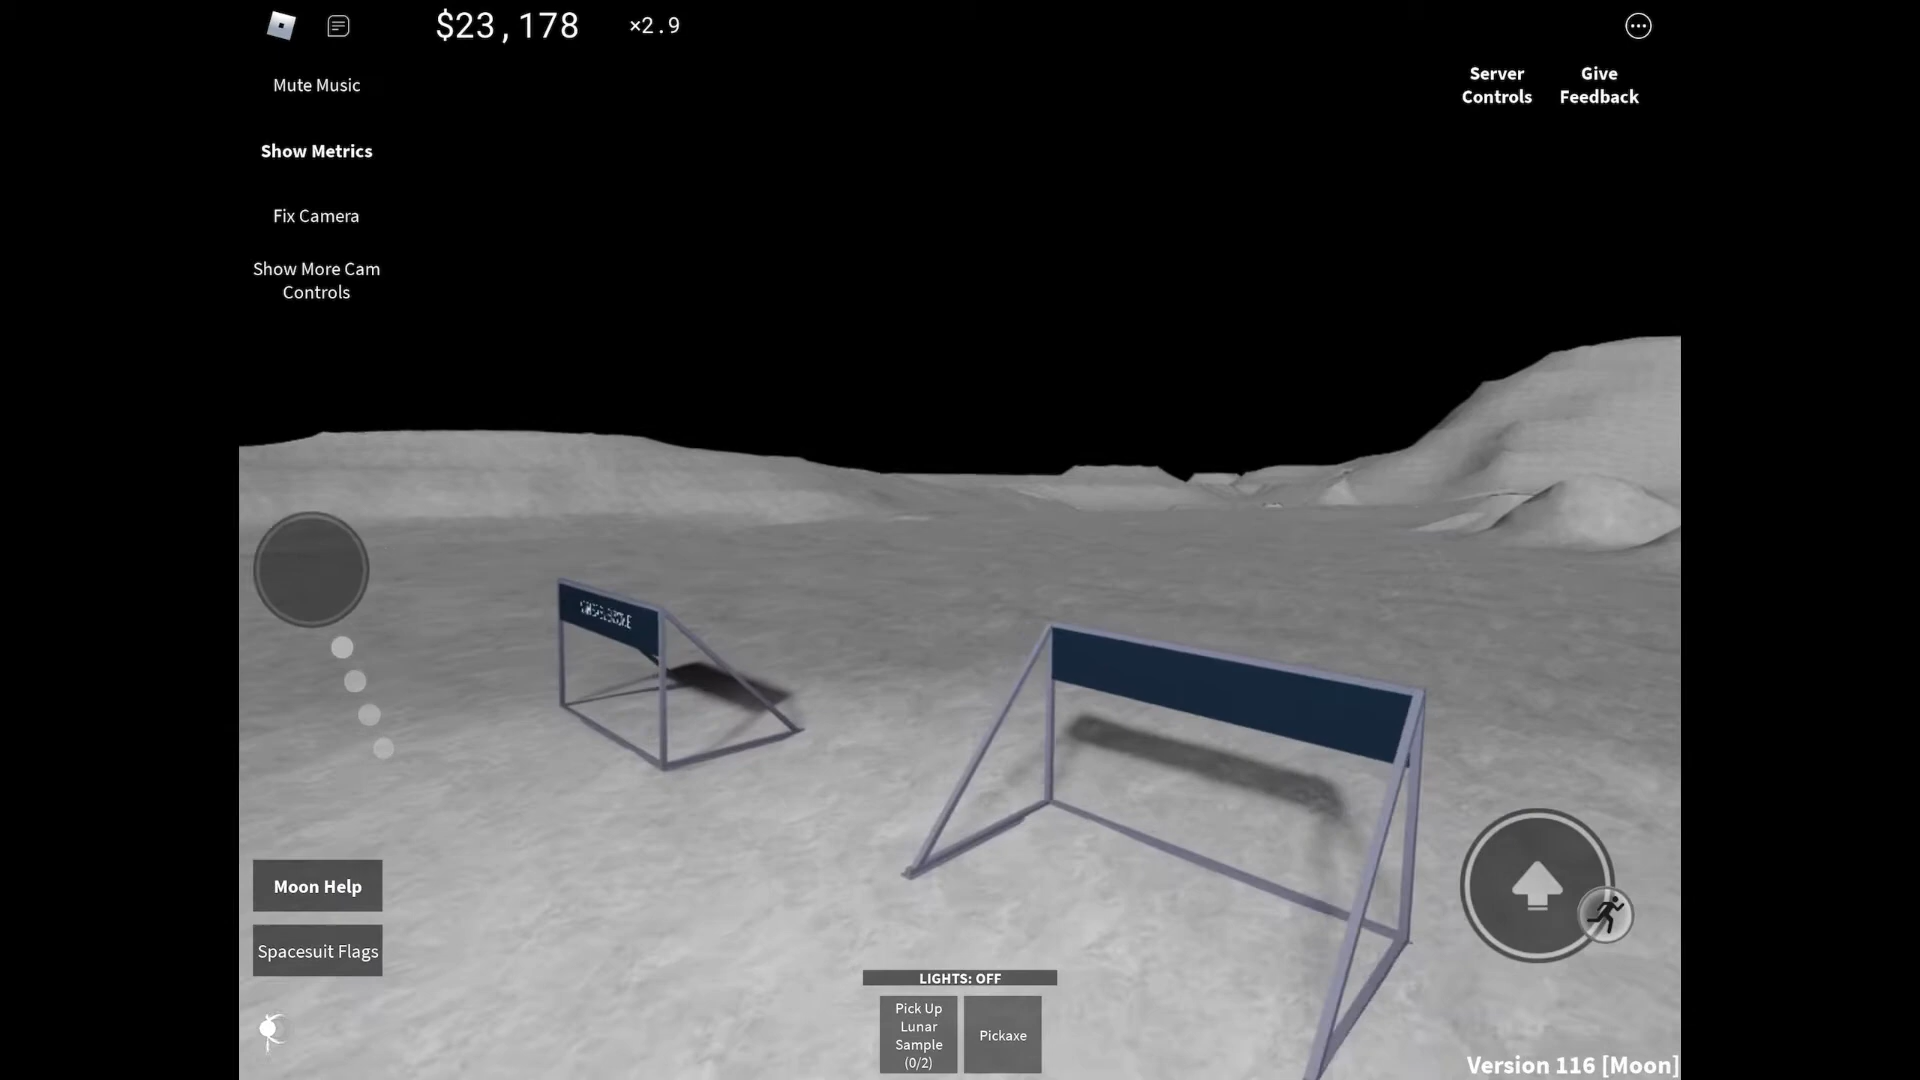 $23,178 ×2.9
Mute Music
Server
Controls
Give
Feedback
Show Metrics
Fix Camera
Show More Cam
Controls
Moon Help
Spacesuit Flags
LIGHTS: OFF
Pick Up
Lunar
Sample
(0/2)
Pickaxe
Version 116 [Moon]